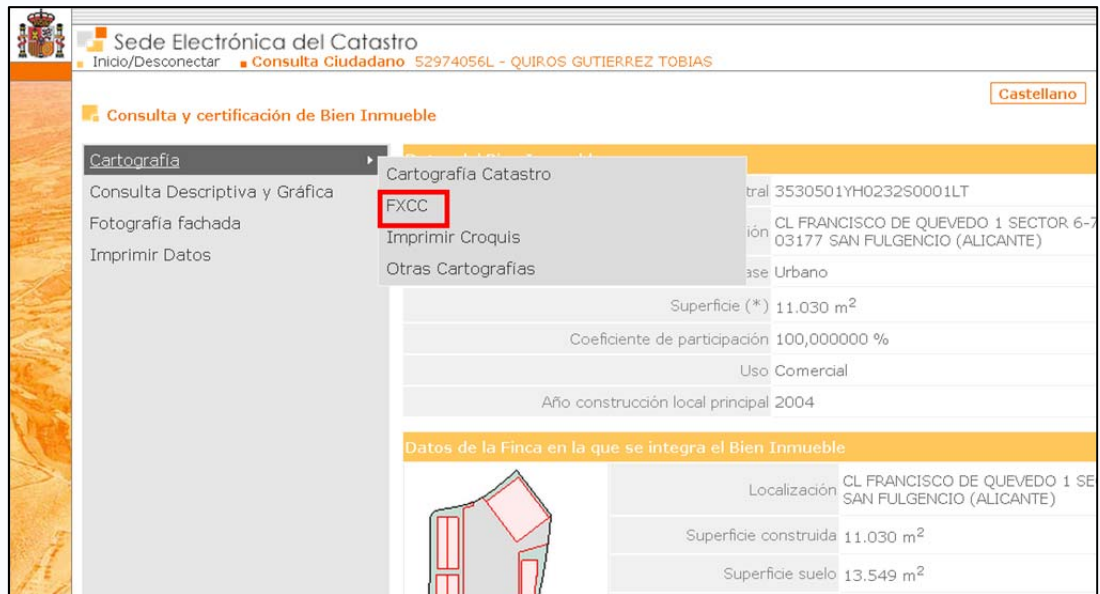 Sede Electrónica del Catastro
Inicio/Desconectar Consulta Ciudadano 52974056L - QUIROS GUTIERREZ TOBIAS
Castellano
Consulta y certificación de Bien Inmueble
Cartografía
Consulta Descriptiva y Gráfica
Fotografía fachada
Imprimir Datos
Cartografía Catastro
FXCC
Imprimir Croquis
Otras Cartografías
3530501YH0232S0001LT
CL FRANCISCO DE QUEVEDO 1 SECTOR 6-7
03177 SAN FULGENCIO (ALICANTE)
Urbano
Superficie (*) 11.030 m²
Coeficiente de participación 100,000000 %
Uso Comercial
Año construcción local principal 2004
Datos de la Finca en la que se integra el Bien Inmueble
Localización CL FRANCISCO DE QUEVEDO 1 SE
SAN FULGENCIO (ALICANTE)
Superficie construida 11.030 m²
Superficie suelo 13.549 m²